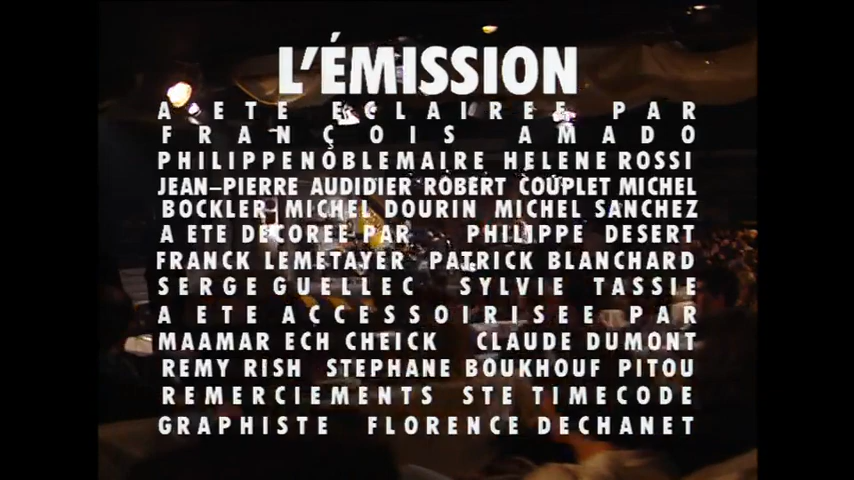 L'ÉMISSION
A ETE ECLAIREE PAR
FRANÇOIS AMADO
PHILIPPE NOBLEMAIRE HELENE ROSSI
JEAN-PIERRE AUDIDIER ROBERT COUPLET MICHEL
BOCKLER MICHEL DOURIN MICHEL SANCHEZ
A ETE DECOREE PAR PHILIPPE DESERT
FRANCK LEMETAYER PATRICK BLANCHARD
SERGE GUELLEC SYLVIE TASSIE
A ETE ACCESSOIRISEE PAR
MAAMAR ECH CHEICK CLAUDE DUMONT
REMY RISH STEPHANE BOUKHOUF PITOU
REMERCIEMENTS STE TIMECODE
GRAPHISTE FLORENCE DECHANET